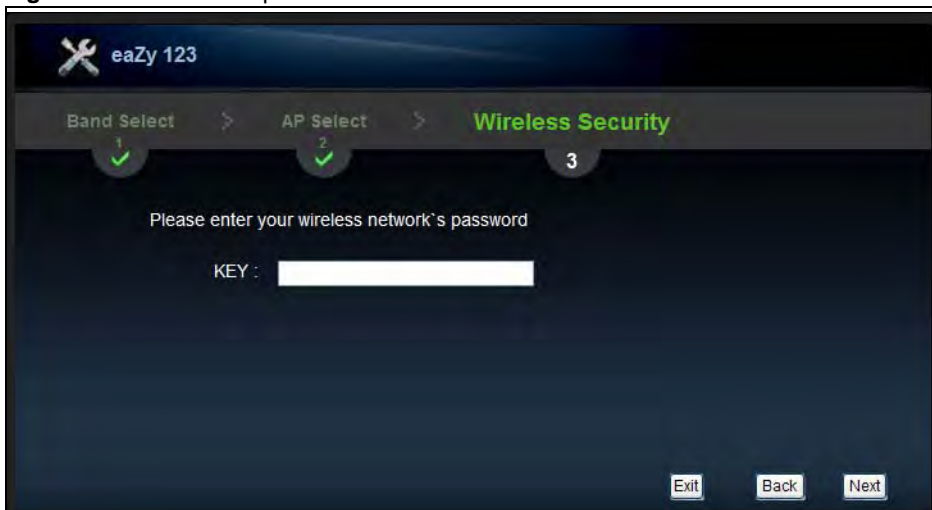 eaZy 123
Band Select > AP Select > Wireless Security
1 2 3
Please enter your wireless network`s password
KEY :
Exit Back Next